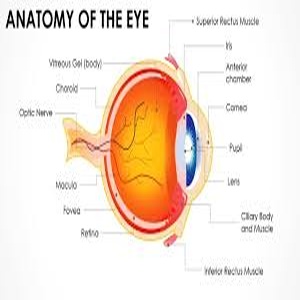 ANATOMY OF THE EYE
Superior Rectus Muscle
Iris
Vitreous Gel (body)
Anterior
chamber
Choroid
Cornea
Optic Nerve
Pupil
Macula
Lens
Fovea
Ciliary Body
and Muscle
Retina
Inferior Rectus Muscle